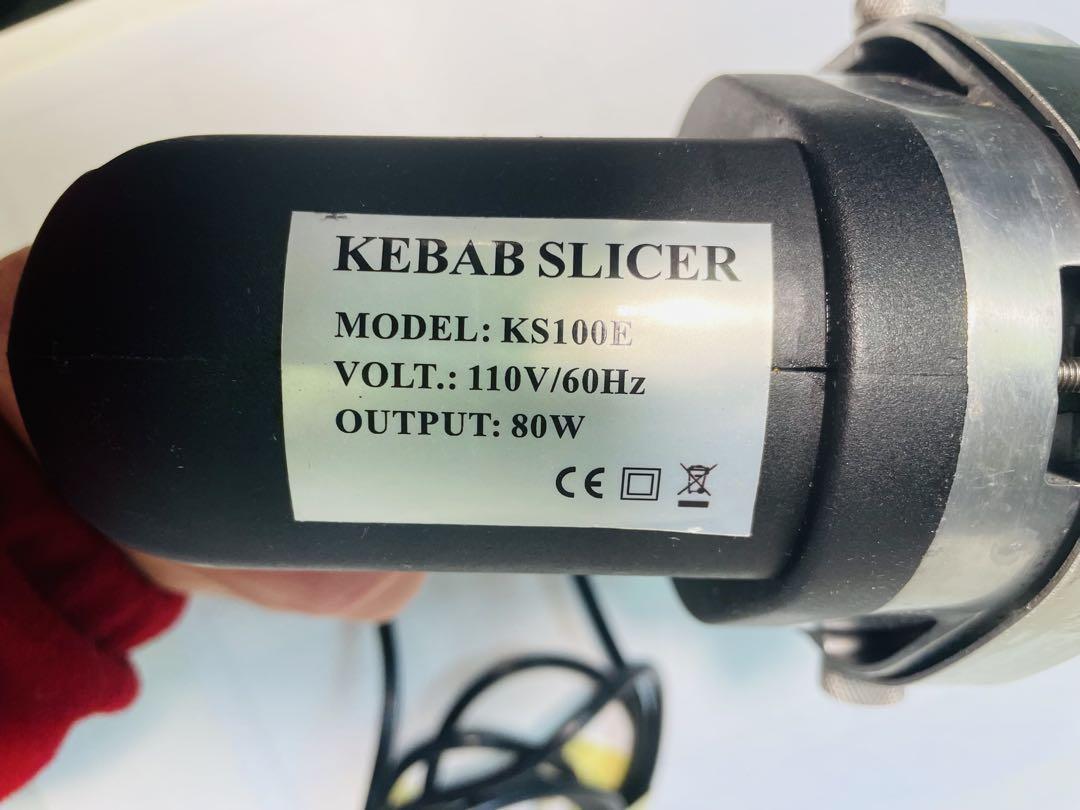 KEBAB SLICER
MODEL: KS100E
VOLT.: 110V/60Hz
OUTPUT: 80W
CE